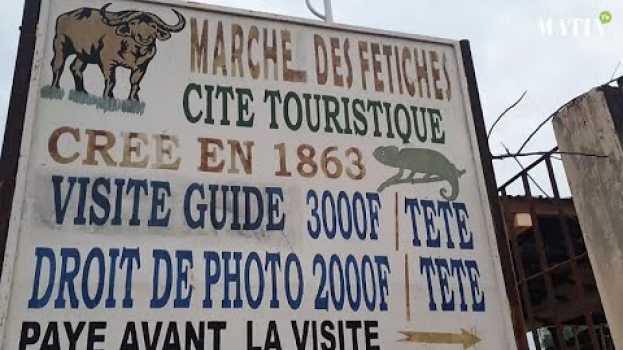 MATIN TV
MARCHE DES FETICHES
CITE TOURISTIQUE
CREE EN 1863
VISITE GUIDE 3000F / TETE
DROIT DE PHOTO 2000F / TETE
PAYE AVANT LA VISITE